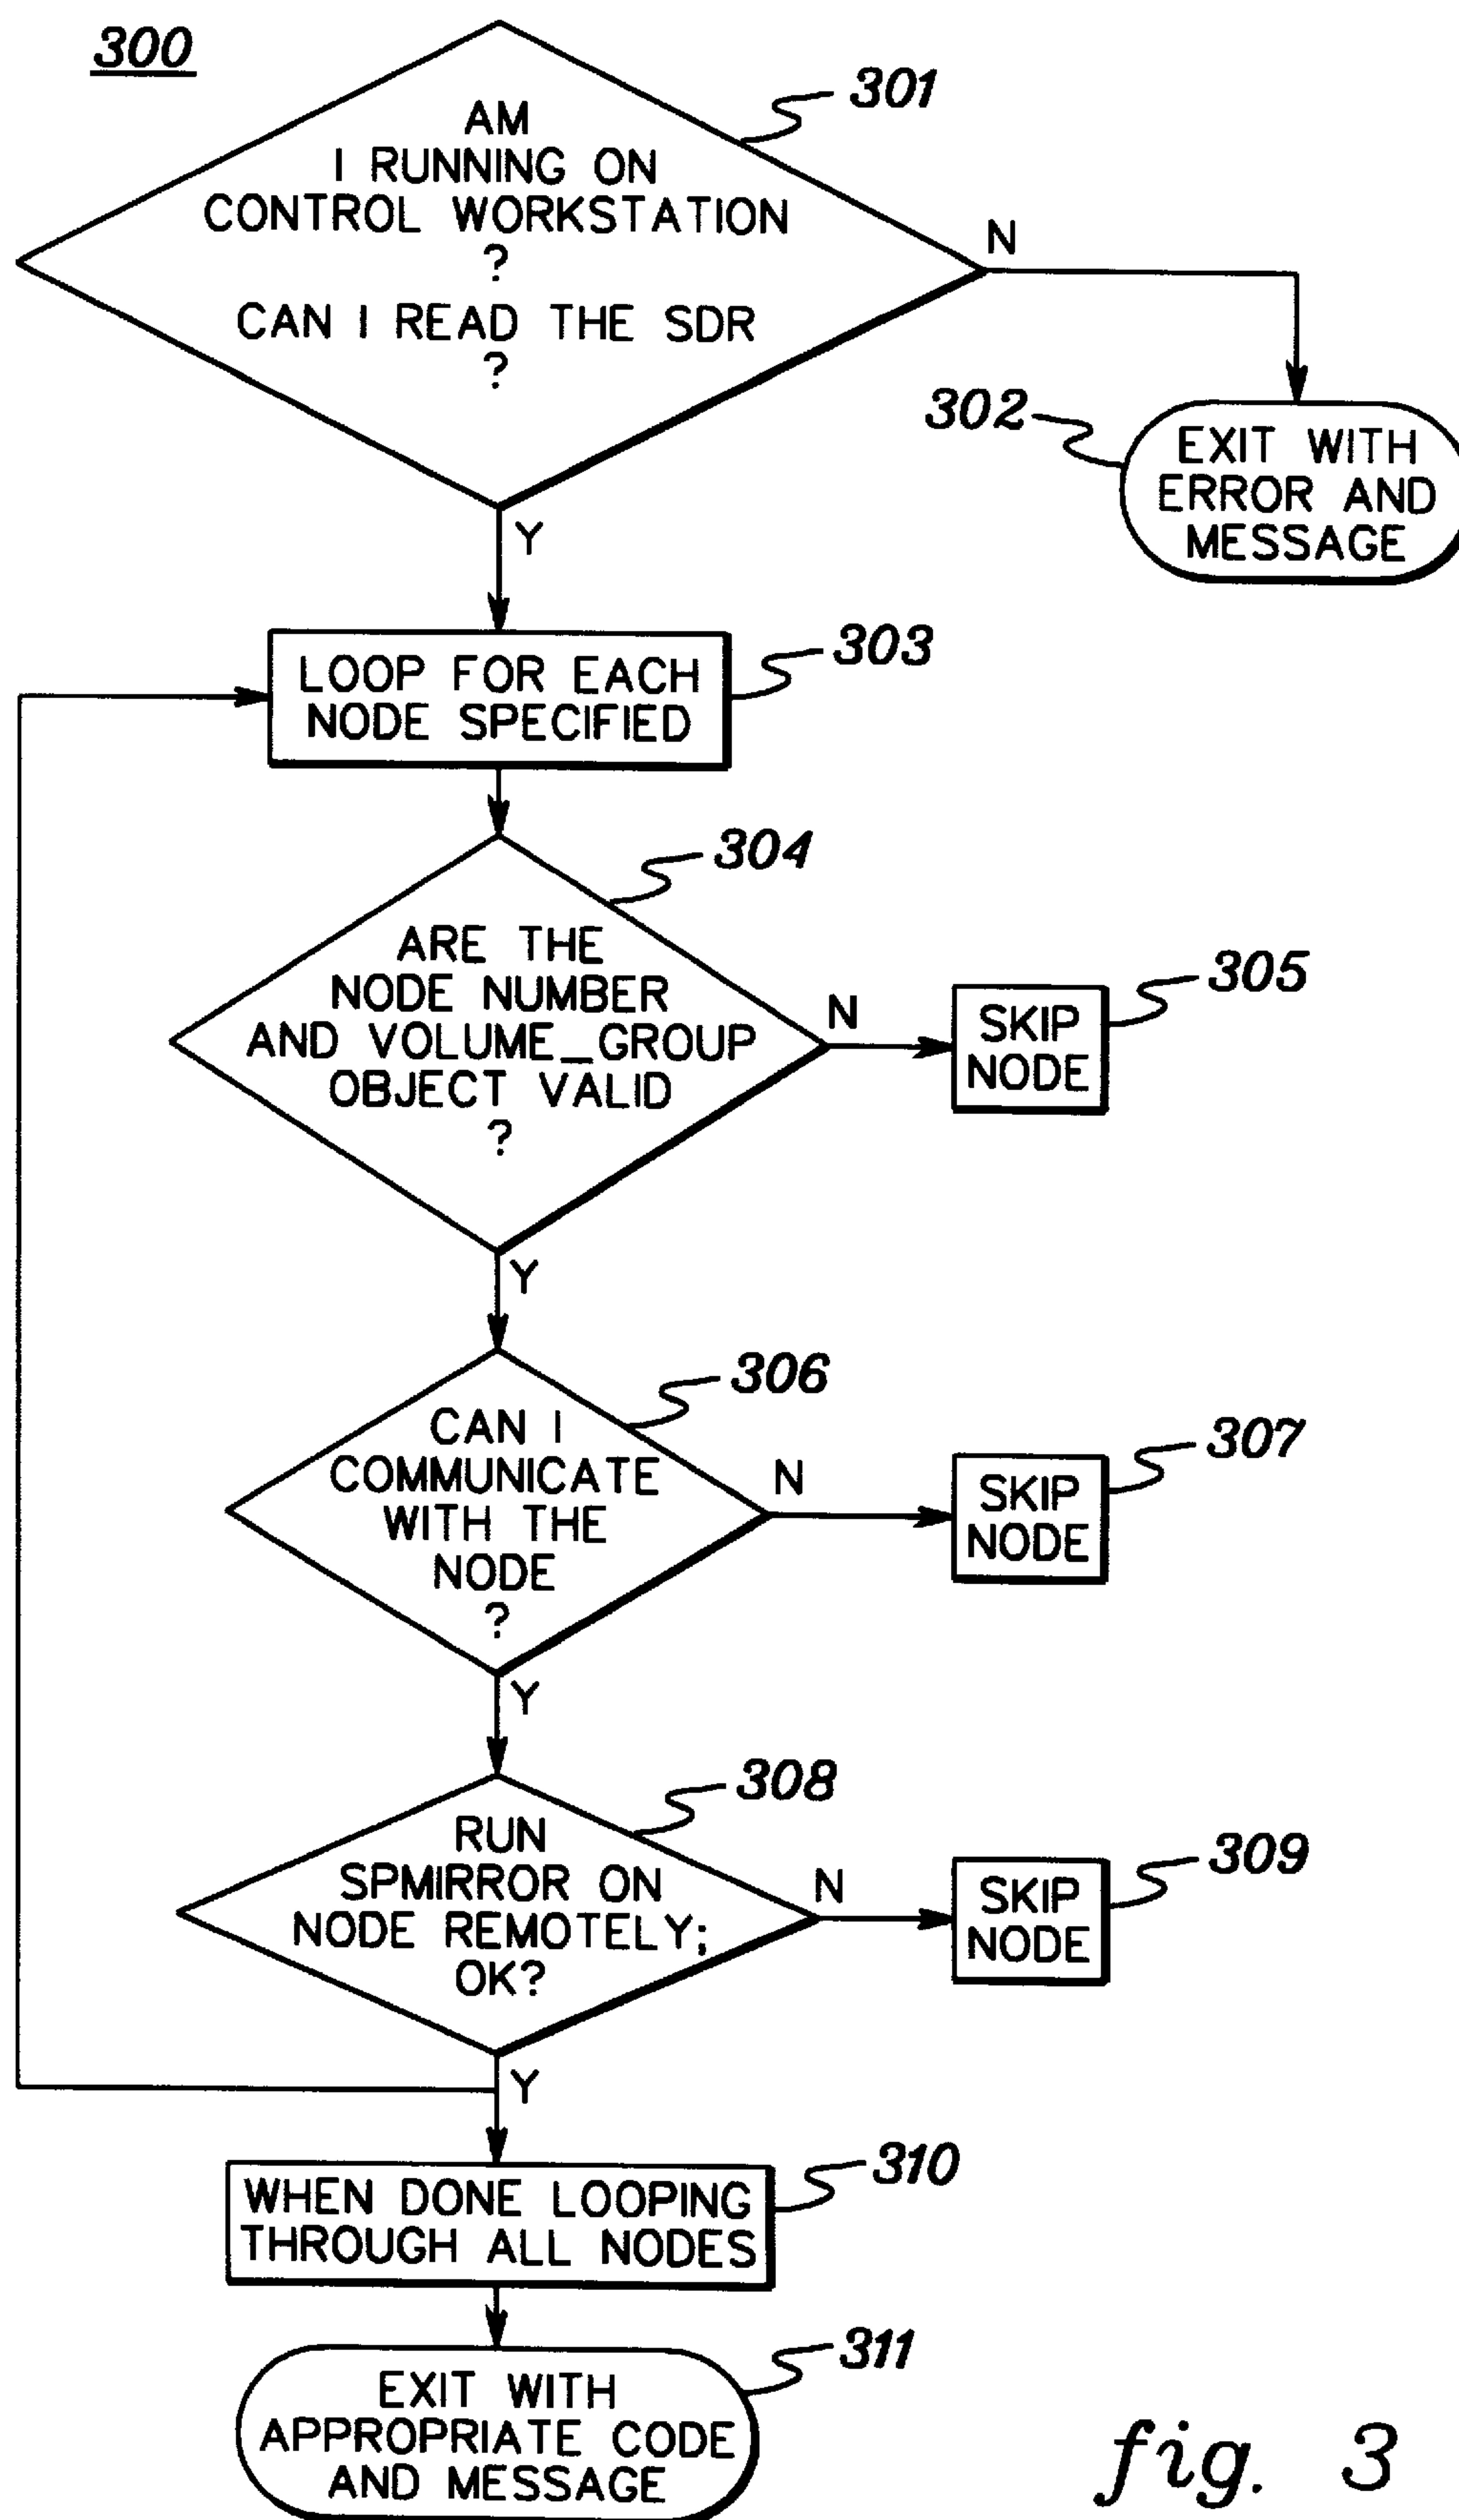 300
301
AM
I RUNNING ON
CONTROL WORKSTATION
?
CAN I READ THE SDR
?
N
302
EXIT WITH
ERROR AND
MESSAGE
Y
303
LOOP FOR EACH
NODE SPECIFIED
304
ARE THE
NODE NUMBER
AND VOLUME_GROUP
OBJECT VALID
?
N
305
SKIP
NODE
Y
306
CAN I
COMMUNICATE
WITH THE
NODE
?
N
307
SKIP
NODE
Y
308
RUN
SPMIRROR ON
NODE REMOTELY;
OK?
N
309
SKIP
NODE
Y
310
WHEN DONE LOOPING
THROUGH ALL NODES
311
EXIT WITH
APPROPRIATE CODE
AND MESSAGE
fig. 3